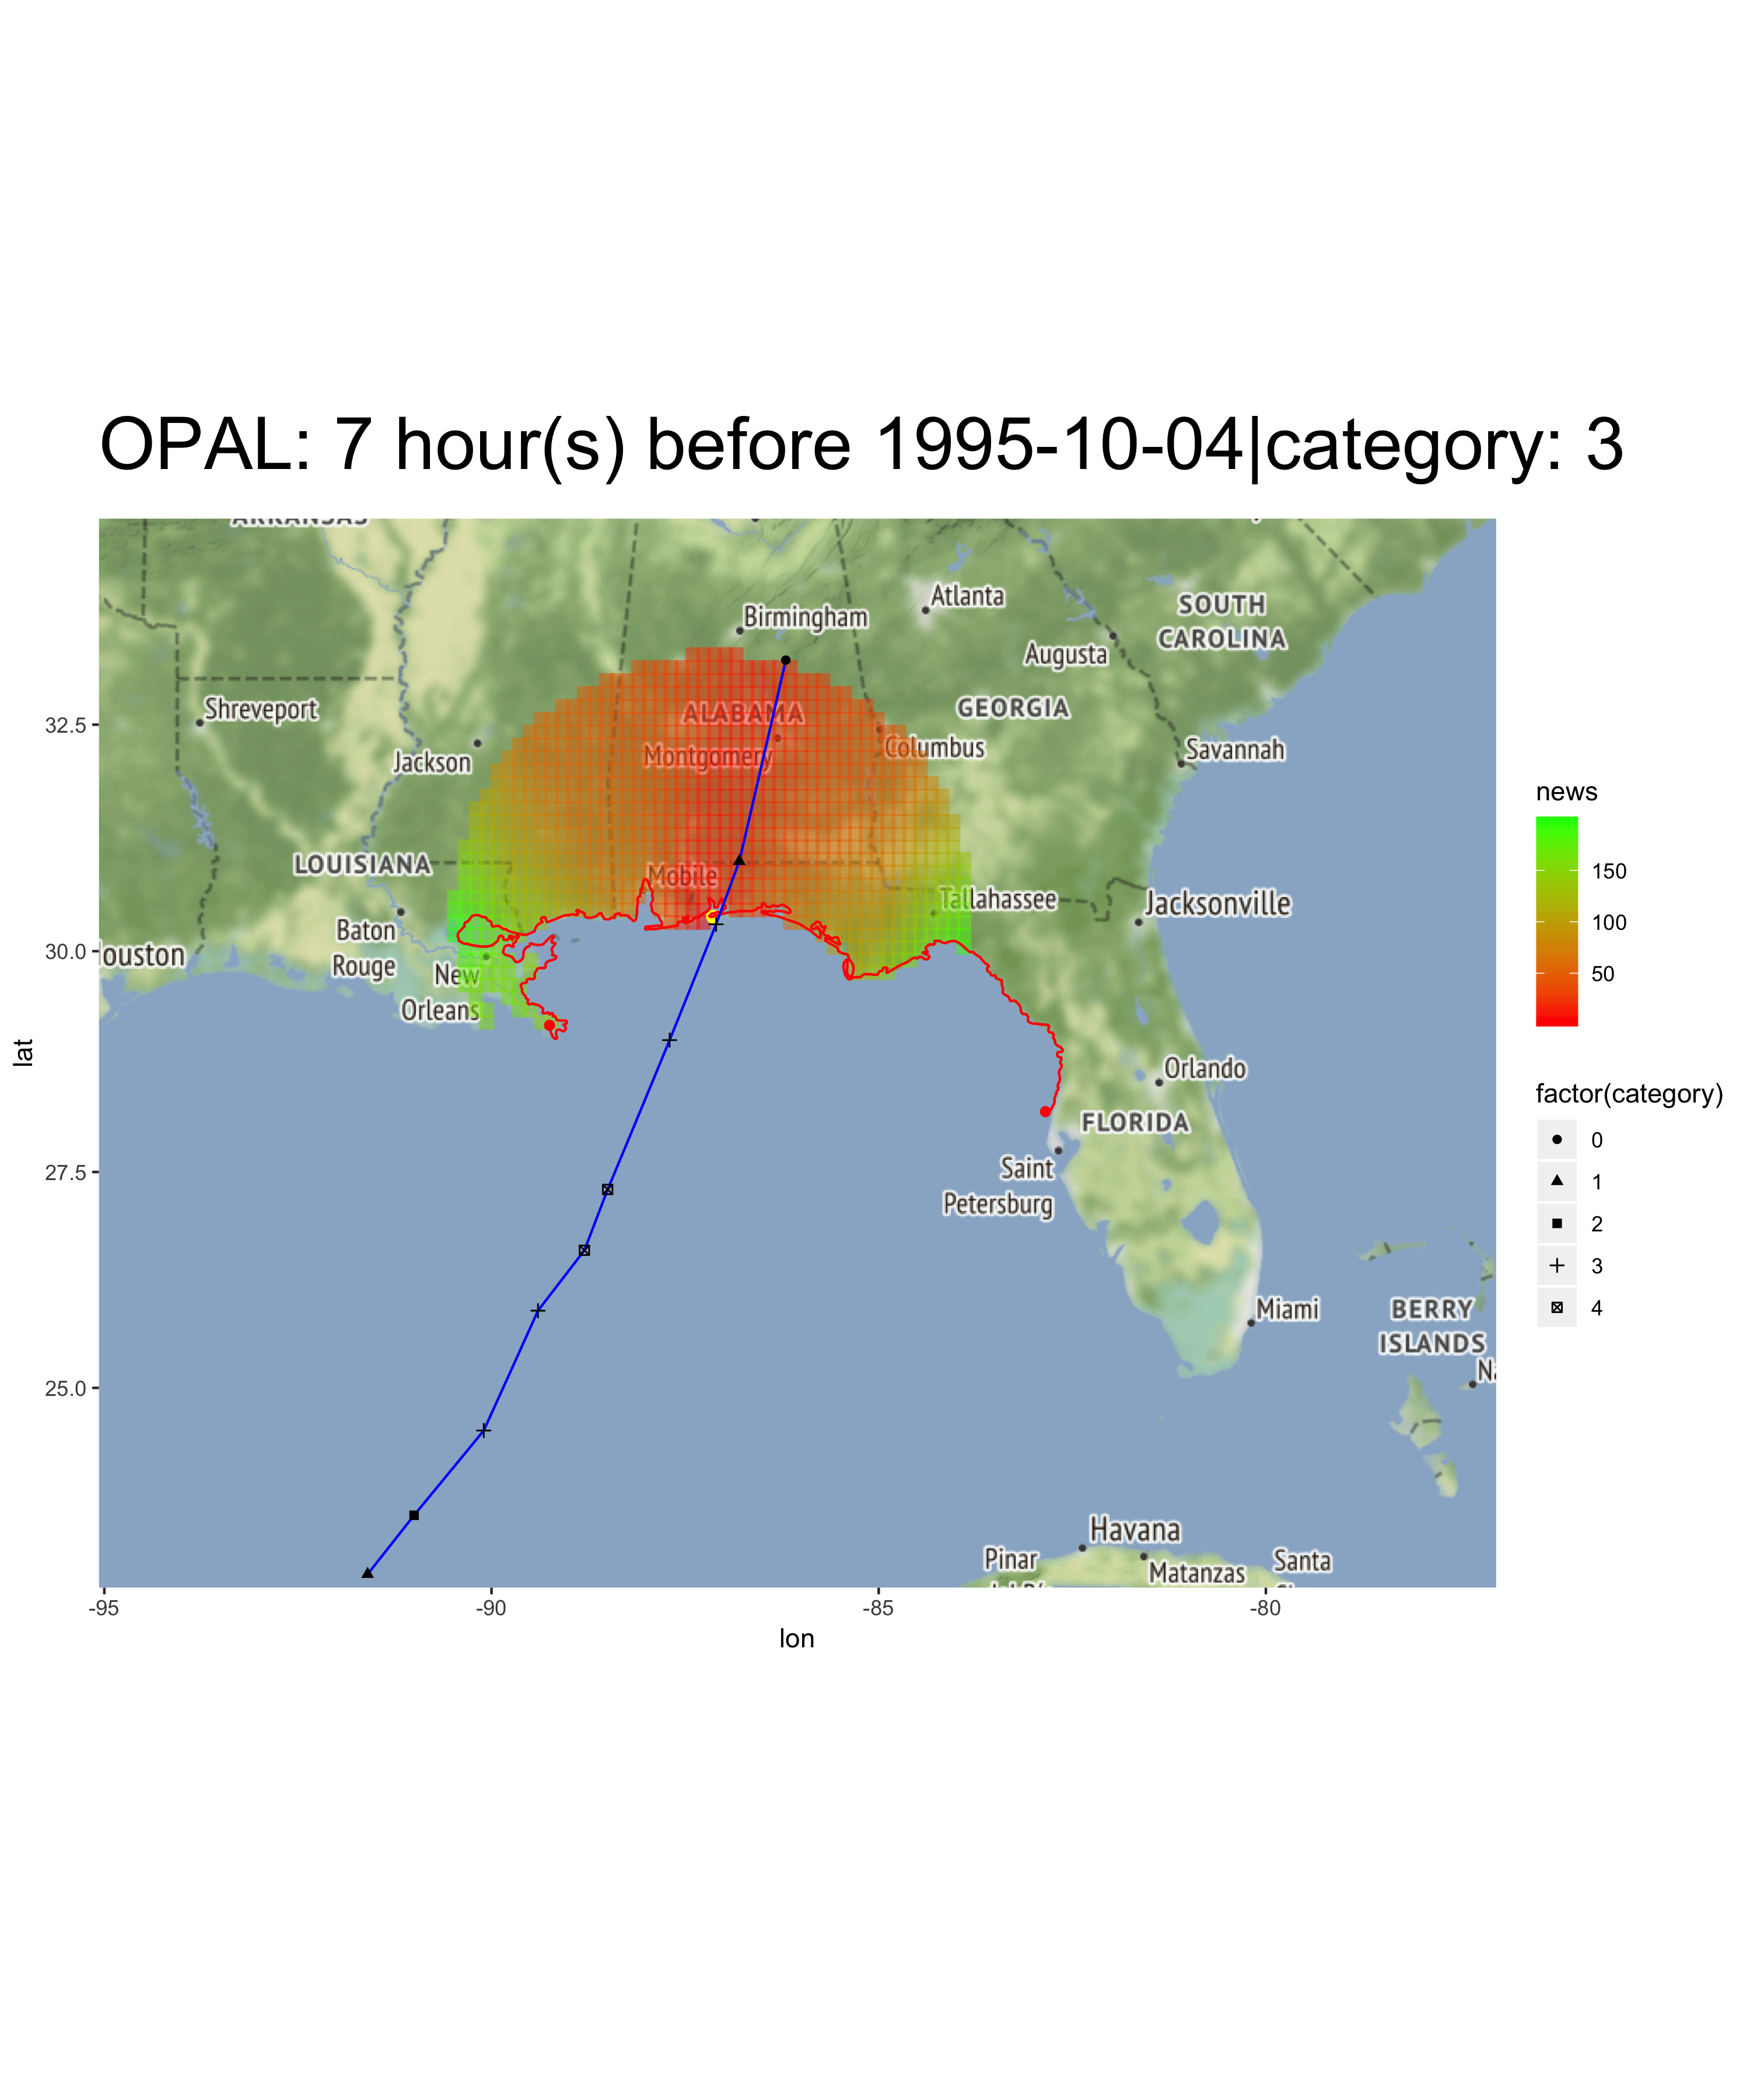 OPAL: 7 hour(s) before 1995-10-04|category: 3
ARKANSAS
Birmingham
Atlanta
SOUTH
CAROLINA
Augusta
Shreveport
ALABAMA
GEORGIA
Jackson
Montgomery
Columbus
Savannah
LOUISIANA
Mobile
Tallahassee
Jacksonville
Baton
Rouge
ouston
New
Orleans
Orlando
FLORIDA
Saint
Petersburg
Miami
BERRY
ISLANDS
Na
Havana
Pinar
Matanzas
Santa
32.5
30.0
27.5
25.0
lat
-95
-90
-85
-80
lon
news
150
100
50
factor(category)
0
1
2
3
4